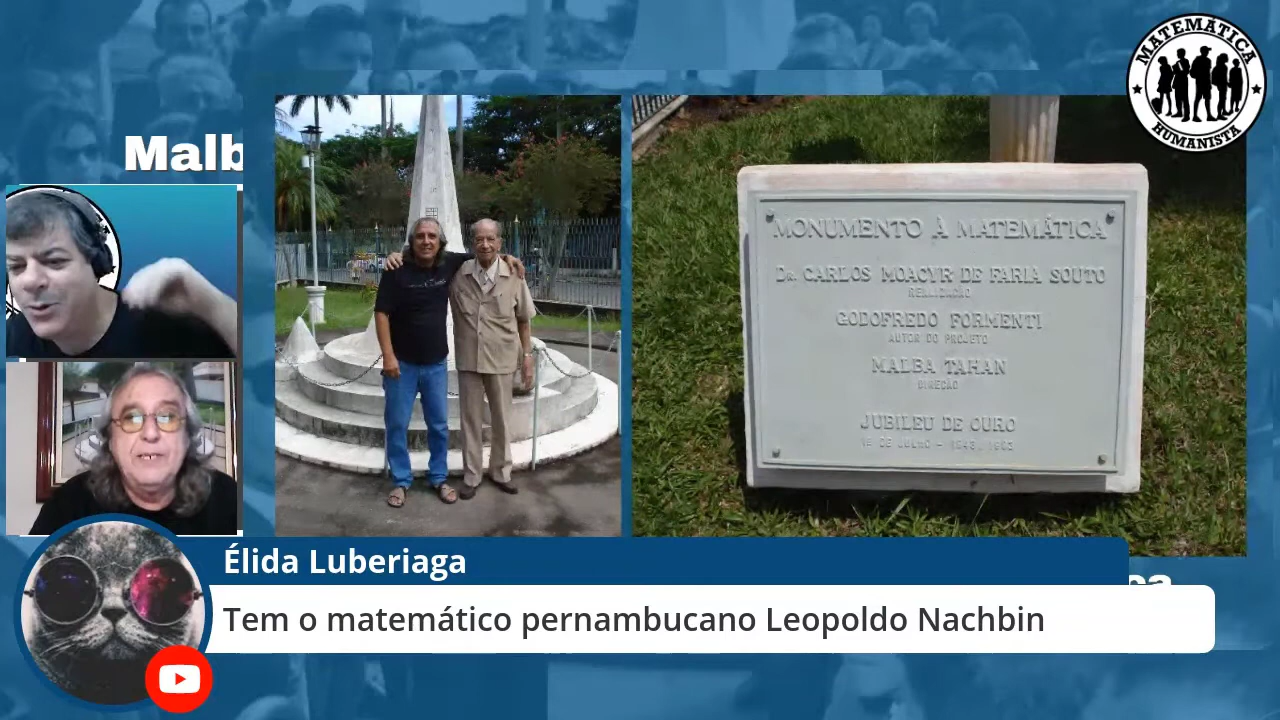 MATEMÁTICA
HUMANISTA
Malb
MONUMENTO À MATEMÁTICA
DR. CARLOS MOACYR DE FARIA SOUTO
REALIZAÇÃO
GODOFREDO FORMENTI
AUTOR DO PROJETO
MALBA TAHAN
DIREÇÃO
JUBILEU DE OURO
Élida Luberiaga
Tem o matemático pernambucano Leopoldo Nachbin